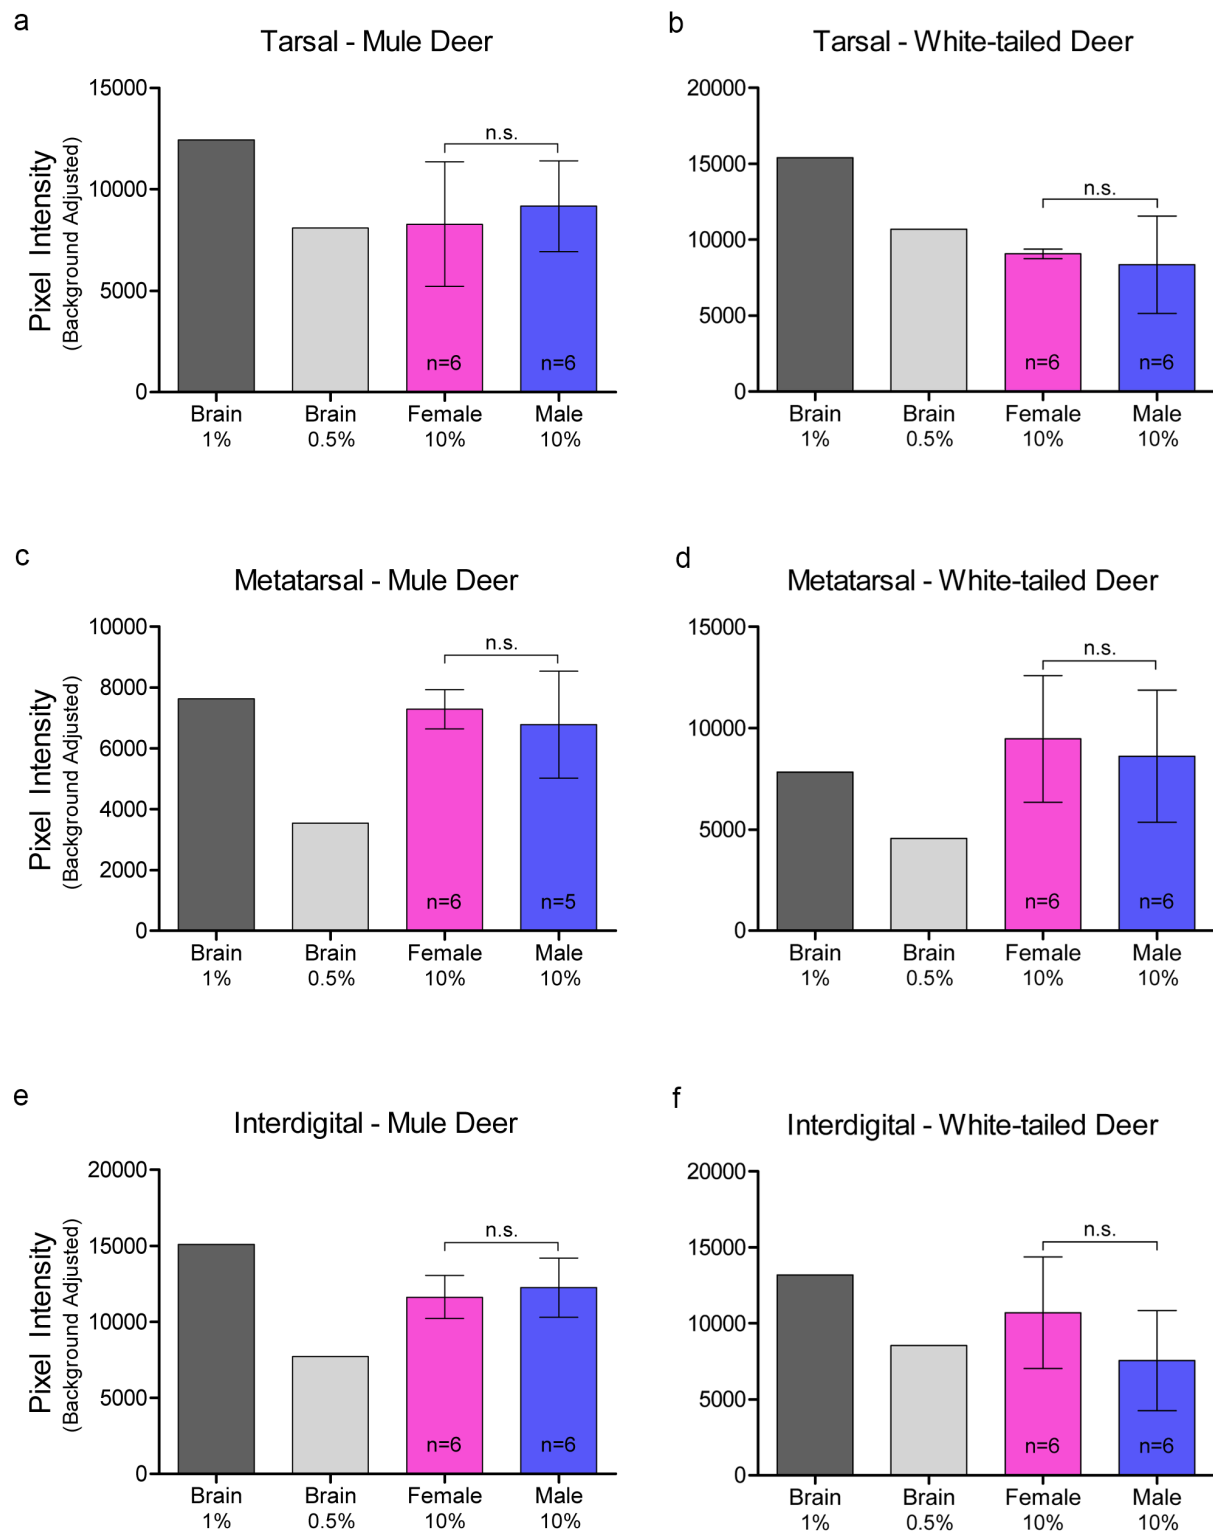 a
Tarsal - Mule Deer
Pixel Intensity
(Background Adjusted)
15000
10000
5000
0
n.s.
n=6
n=6
Brain Brain Female Male
1% 0.5% 10% 10%
b
Tarsal - White-tailed Deer
20000
15000
10000
5000
0
n.s.
n=6
n=6
Brain Brain Female Male
1% 0.5% 10% 10%
c
Metatarsal - Mule Deer
Pixel Intensity
(Background Adjusted)
10000
8000
6000
4000
2000
0
n.s.
n=6
n=5
Brain Brain Female Male
1% 0.5% 10% 10%
d
Metatarsal - White-tailed Deer
15000
10000
5000
0
n.s.
n=6
n=6
Brain Brain Female Male
1% 0.5% 10% 10%
e
Interdigital - Mule Deer
Pixel Intensity
(Background Adjusted)
20000
15000
10000
5000
0
n.s.
n=6
n=6
Brain Brain Female Male
1% 0.5% 10% 10%
f
Interdigital - White-tailed Deer
20000
15000
10000
5000
0
n.s.
n=6
n=6
Brain Brain Female Male
1% 0.5% 10% 10%